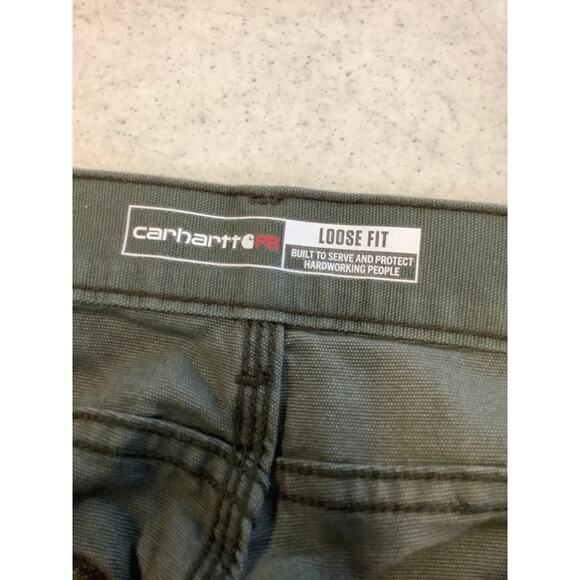 carhartt FR
LOOSE FIT
BUILT TO SERVE AND PROTECT
HARDWORKING PEOPLE